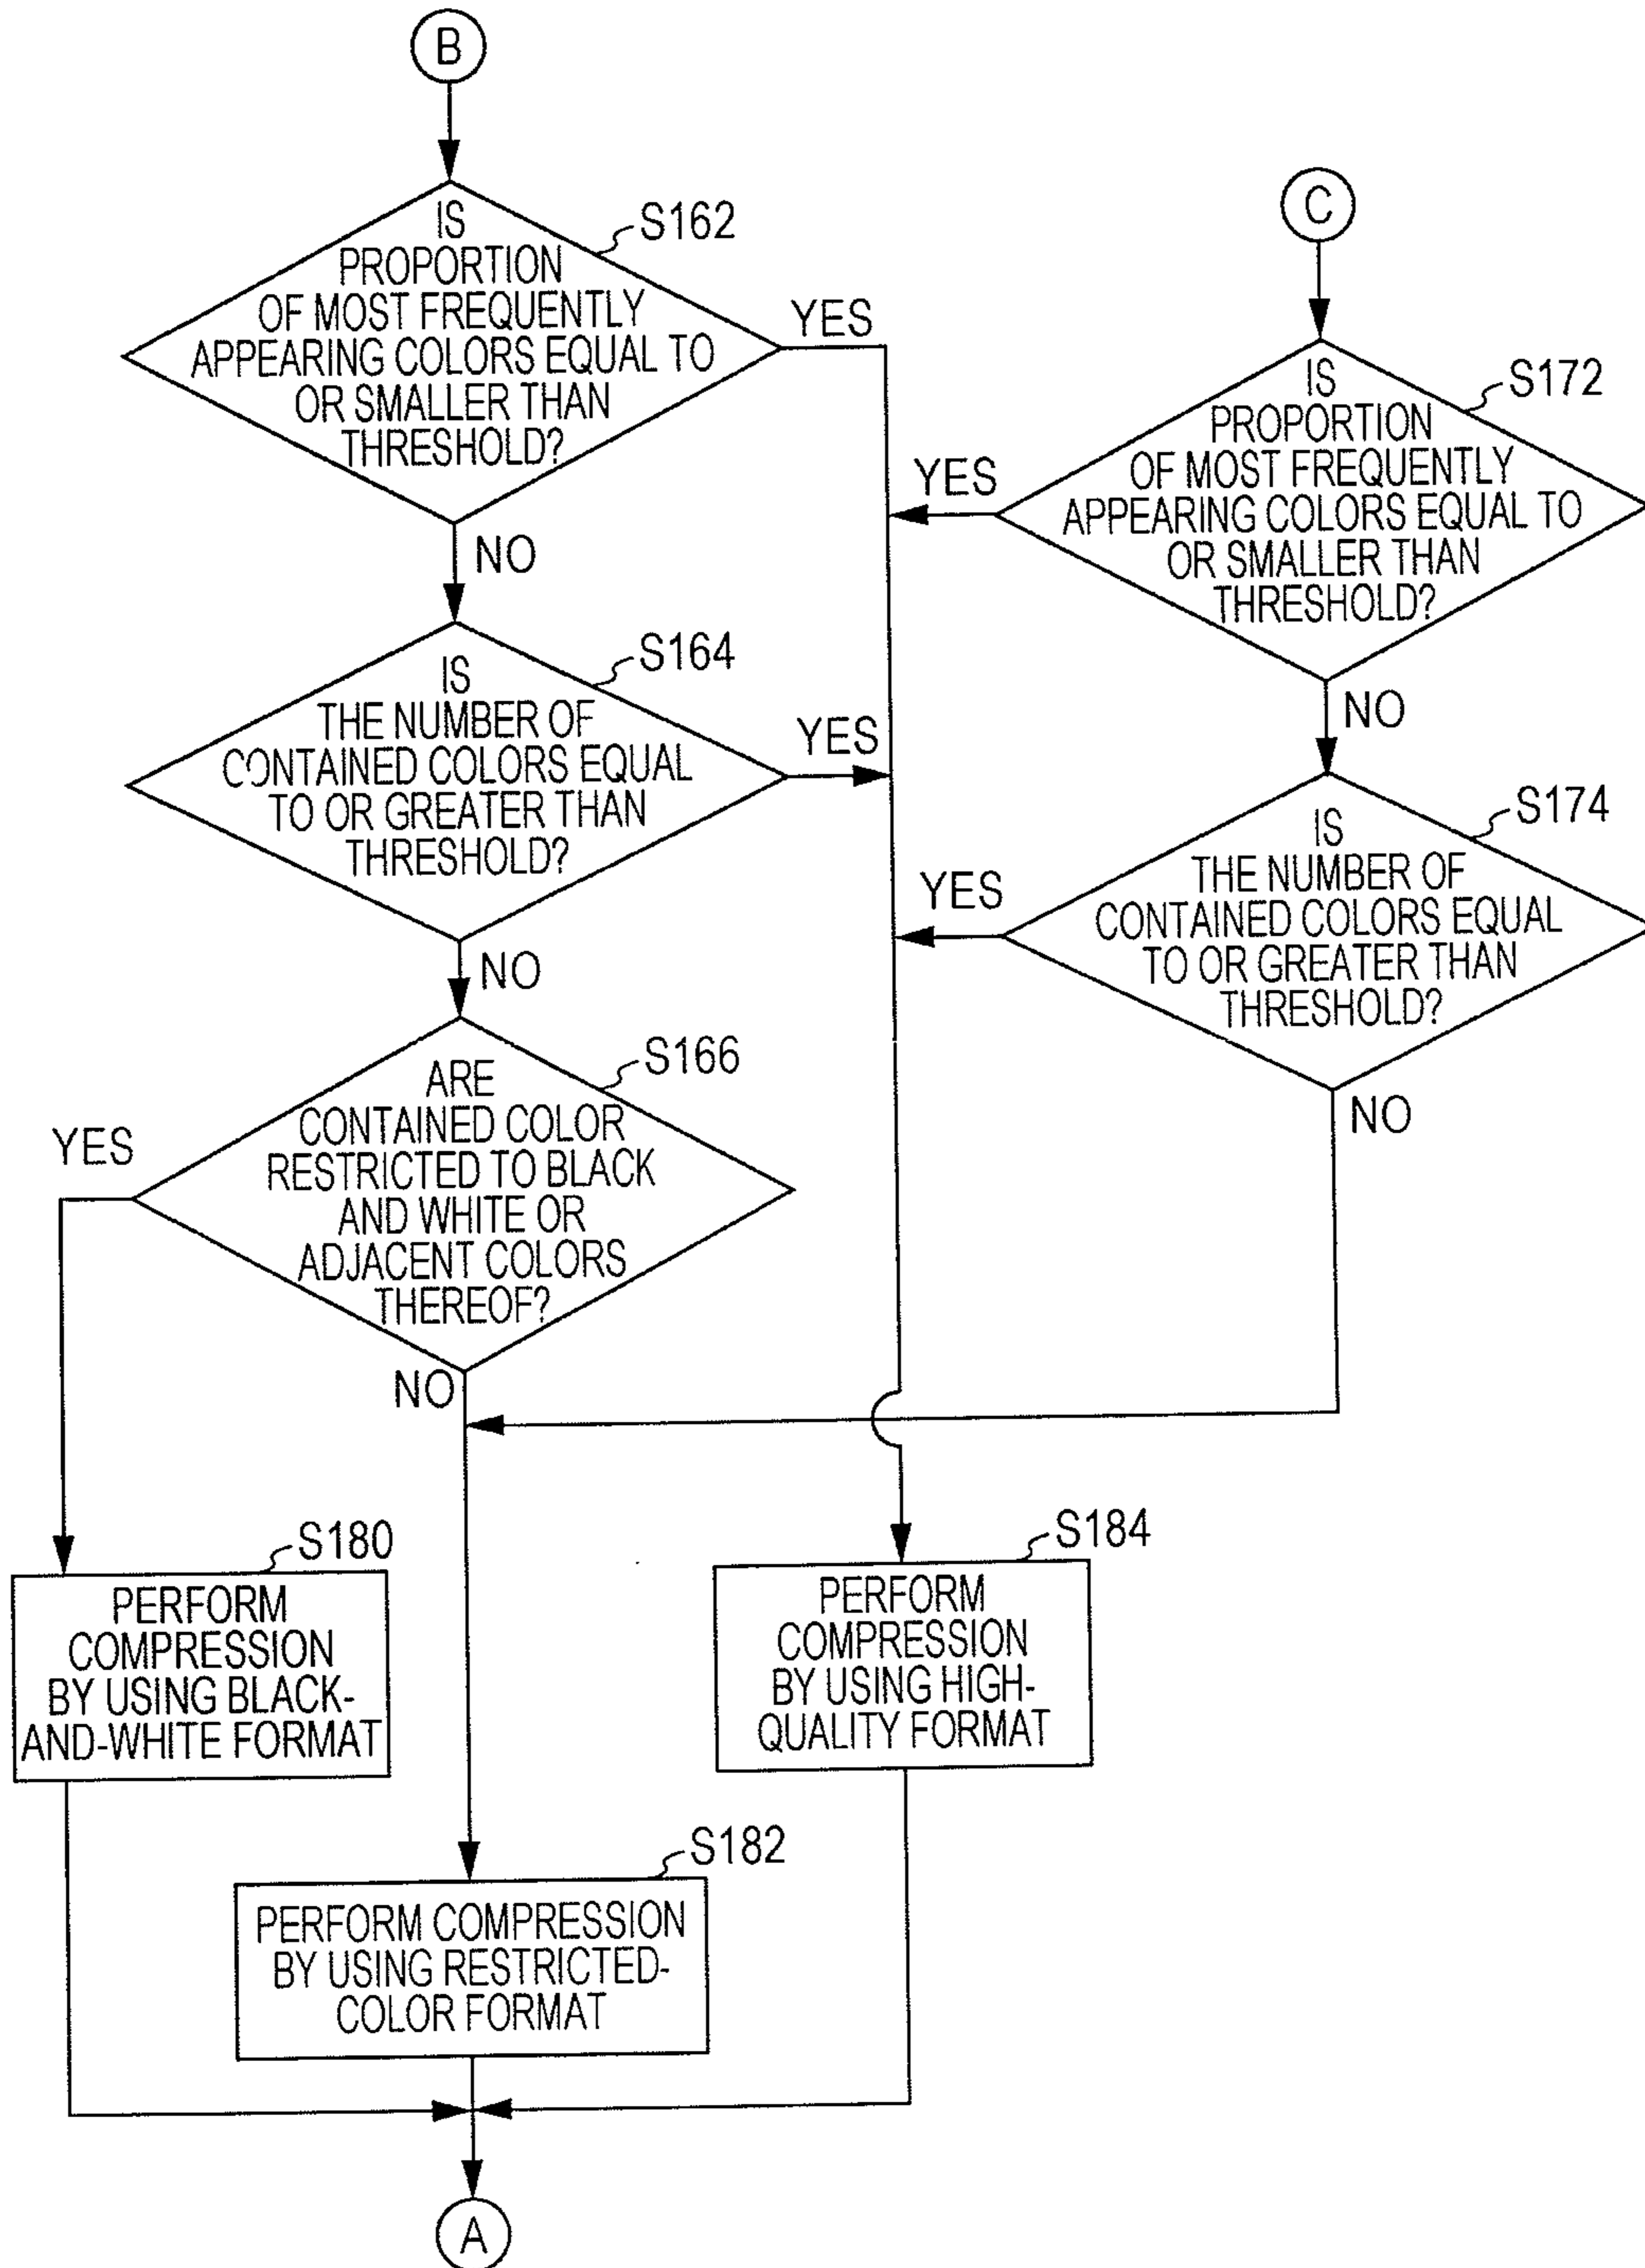 B
S162
IS
PROPORTION
OF MOST FREQUENTLY
APPEARING COLORS EQUAL TO
OR SMALLER THAN
THRESHOLD?
YES
NO
C
S172
IS
PROPORTION
OF MOST FREQUENTLY
APPEARING COLORS EQUAL TO
OR SMALLER THAN
THRESHOLD?
YES
NO
S164
IS
THE NUMBER OF
CONTAINED COLORS EQUAL
TO OR GREATER THAN
THRESHOLD?
YES
NO
S174
IS
THE NUMBER OF
CONTAINED COLORS EQUAL
TO OR GREATER THAN
THRESHOLD?
YES
NO
S166
ARE
CONTAINED COLOR
RESTRICTED TO BLACK
AND WHITE OR
ADJACENT COLORS
THEREOF?
YES
NO
S180
PERFORM
COMPRESSION
BY USING BLACK-
AND-WHITE FORMAT
S184
PERFORM
COMPRESSION
BY USING HIGH-
QUALITY FORMAT
S182
PERFORM COMPRESSION
BY USING RESTRICTED-
COLOR FORMAT
A